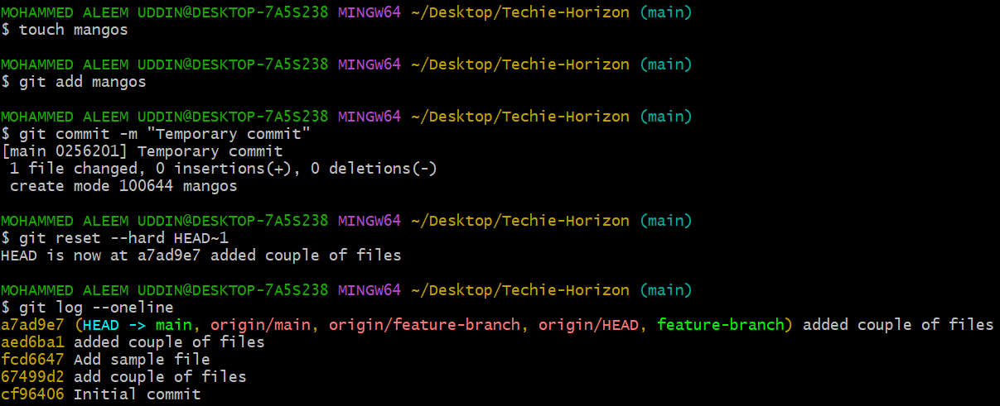 MOHAMMED ALEEM UDDIN@DESKTOP-7A5S238 MINGW64 ~/Desktop/Techie-Horizon (main)
$ touch mangos
MOHAMMED ALEEM UDDIN@DESKTOP-7A5S238 MINGW64 ~/Desktop/Techie-Horizon (main)
$ git add mangos
MOHAMMED ALEEM UDDIN@DESKTOP-7A5S238 MINGW64 ~/Desktop/Techie-Horizon (main)
$ git commit -m "Temporary commit"
[main 0256201] Temporary commit
 1 file changed, 0 insertions(+), 0 deletions(-)
 create mode 100644 mangos
MOHAMMED ALEEM UDDIN@DESKTOP-7A5S238 MINGW64 ~/Desktop/Techie-Horizon (main)
$ git reset --hard HEAD~1
HEAD is now at a7ad9e7 added couple of files
MOHAMMED ALEEM UDDIN@DESKTOP-7A5S238 MINGW64 ~/Desktop/Techie-Horizon (main)
$ git log --oneline
a7ad9e7 (HEAD -> main, origin/main, origin/feature-branch, origin/HEAD, feature-branch) added couple of files
aed6ba1 added couple of files
fcd6647 Add sample file
67499d2 add couple of files
cf96406 Initial commit